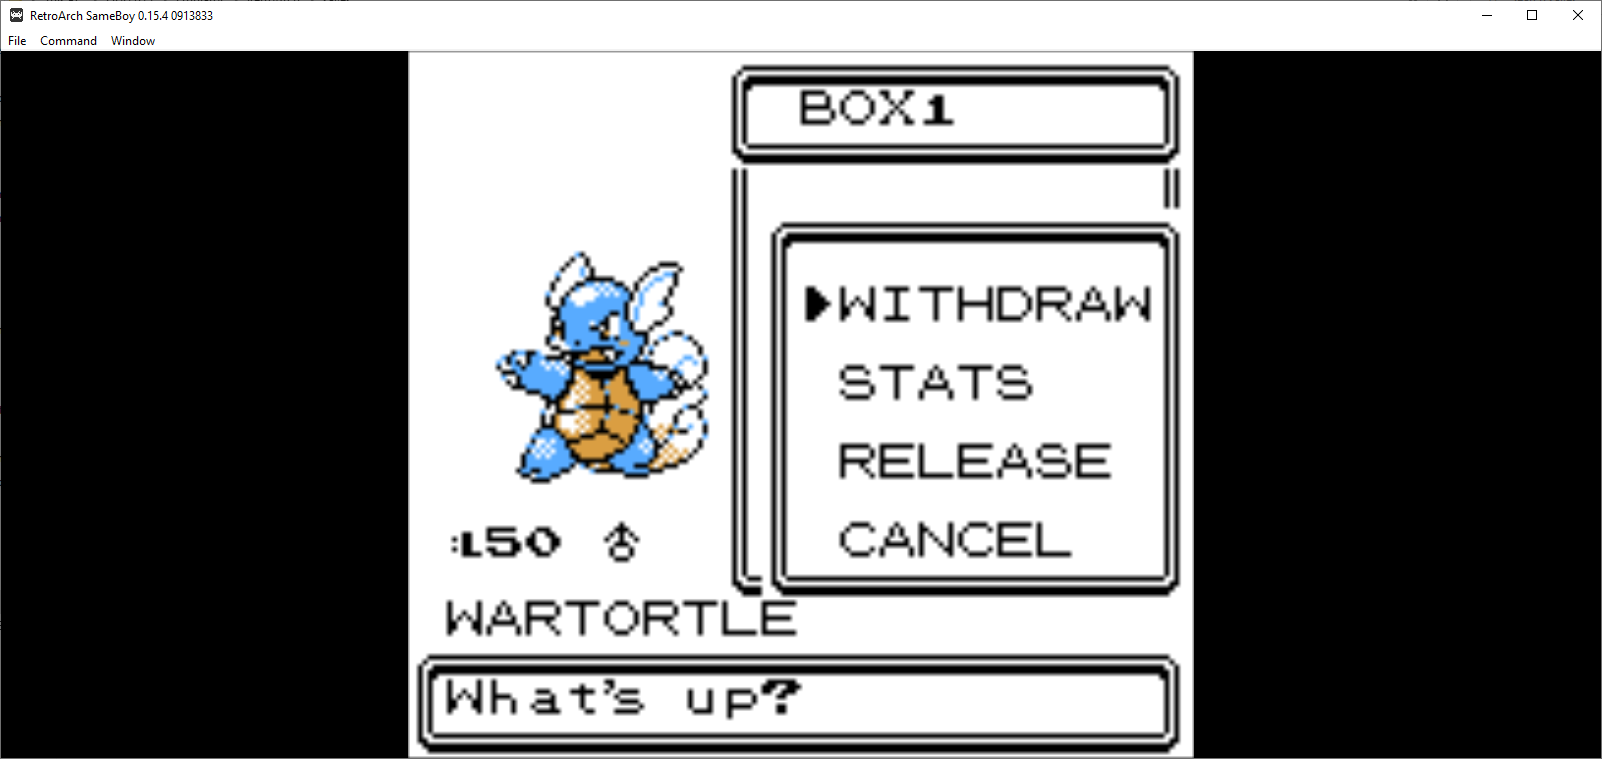 RetroArch SameBoy 0.15.4 0913833
File Command Window
BOX1
▶WITHDRAW
STATS
RELEASE
CANCEL
:L50 ♂
WARTORTLE
What's up?